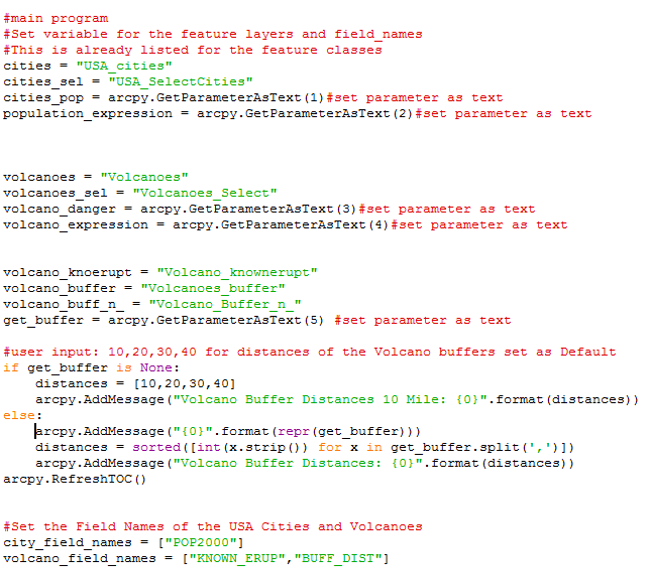 #main program
#Set variable for the feature layers and field_names
#This is already listed for the feature classes
cities = "USA_cities"
cities_sel = "USA_SelectCities"
cities_pop = arcpy.GetParameterAsText(1)#set parameter as text
population_expression = arcpy.GetParameterAsText(2)#set parameter as text
volcanoes = "Volcanoes"
volcanoes_sel = "Volcanoes_Select"
volcano_danger = arcpy.GetParameterAsText(3)#set parameter as text
volcano_expression = arcpy.GetParameterAsText(4)#set parameter as text
volcano_knoerupt = "Volcano_knownerupt"
volcano_buffer = "Volcanoes_buffer"
volcano_buff_n_ = "Volcano_Buffer_n_"
get_buffer = arcpy.GetParameterAsText(5) #set parameter as text
#user input: 10,20,30,40 for distances of the Volcano buffers set as Default
if get_buffer is None:
    distances = [10,20,30,40]
    arcpy.AddMessage("Volcano Buffer Distances 10 Mile: {0}".format(distances))
else:
    arcpy.AddMessage("{0}".format(repr(get_buffer)))
    distances = sorted([int(x.strip()) for x in get_buffer.split(',')])
    arcpy.AddMessage("Volcano Buffer Distances: {0}".format(distances))
arcpy.RefreshTOC()
#Set the Field Names of the USA Cities and Volcanoes
city_field_names = ["POP2000"]
volcano_field_names = ["KNOWN_ERUP","BUFF_DIST"]